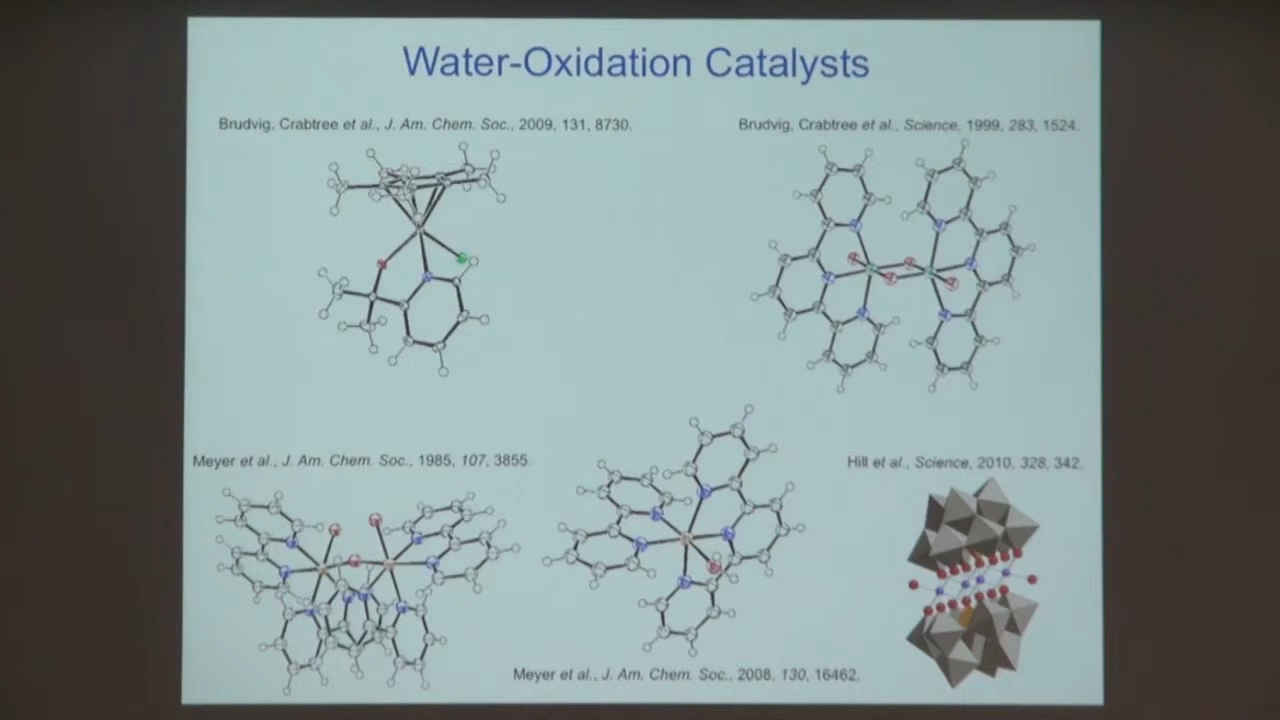 Water-Oxidation Catalysts
Brudvig, Crabtree et al., J. Am. Chem. Soc., 2009, 131, 8730.
Brudvig, Crabtree et al., Science, 1999, 283, 1524.
Meyer et al., J. Am. Chem. Soc., 1985, 107, 3855.
Hill et al., Science, 2010, 328, 342.
Meyer et al., J. Am. Chem. Soc., 2008, 130, 16462.